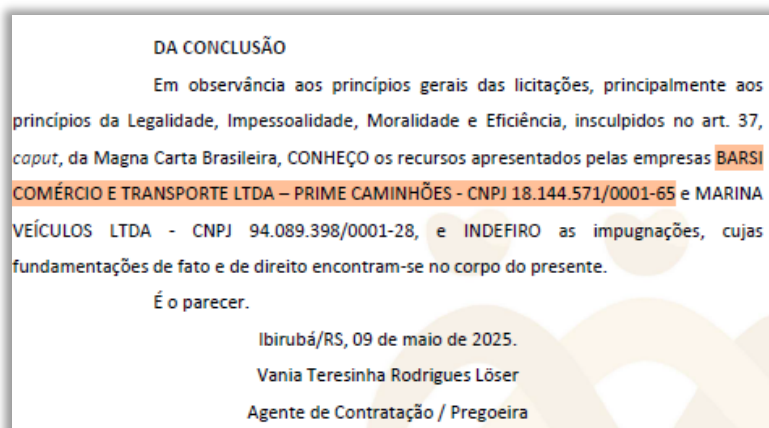 DA CONCLUSÃO
Em observância aos princípios gerais das licitações, principalmente aos
princípios da Legalidade, Impessoalidade, Moralidade e Eficiência, insculpidos no art. 37,
caput, da Magna Carta Brasileira, CONHEÇO os recursos apresentados pelas empresas BARSI
COMÉRCIO E TRANSPORTE LTDA – PRIME CAMINHÕES - CNPJ 18.144.571/0001-65 e MARINA
VEÍCULOS LTDA - CNPJ 94.089.398/0001-28, e INDEFIRO as impugnações, cujas
fundamentações de fato e de direito encontram-se no corpo do presente.
É o parecer.
Ibirubá/RS, 09 de maio de 2025.
Vania Teresinha Rodrigues Löser
Agente de Contratação / Pregoeira